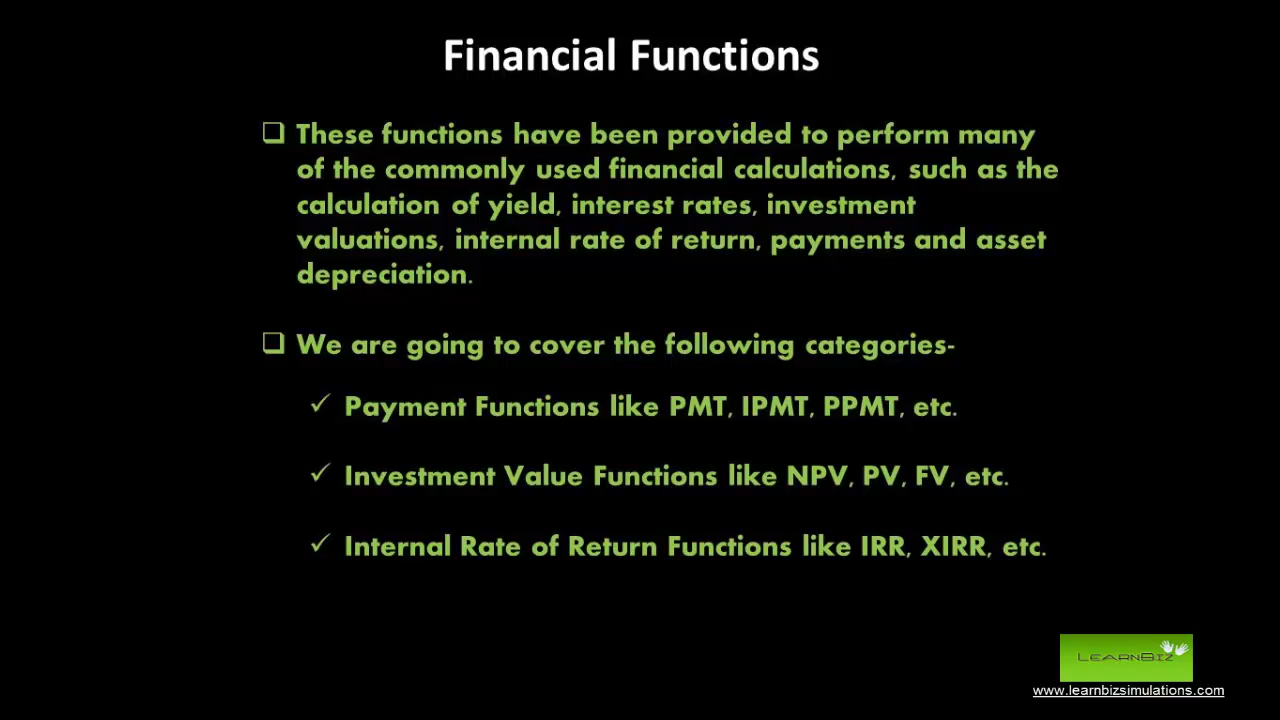 Financial Functions
These functions have been provided to perform many
of the commonly used financial calculations, such as the
calculation of yield, interest rates, investment
valuations, internal rate of return, payments and asset
depreciation.
We are going to cover the following categories-
Payment Functions like PMT, IPMT, PPMT, etc.
Investment Value Functions like NPV, PV, FV, etc.
Internal Rate of Return Functions like IRR, XIRR, etc.
LEARNBIZ
www.learnbizsimulations.com